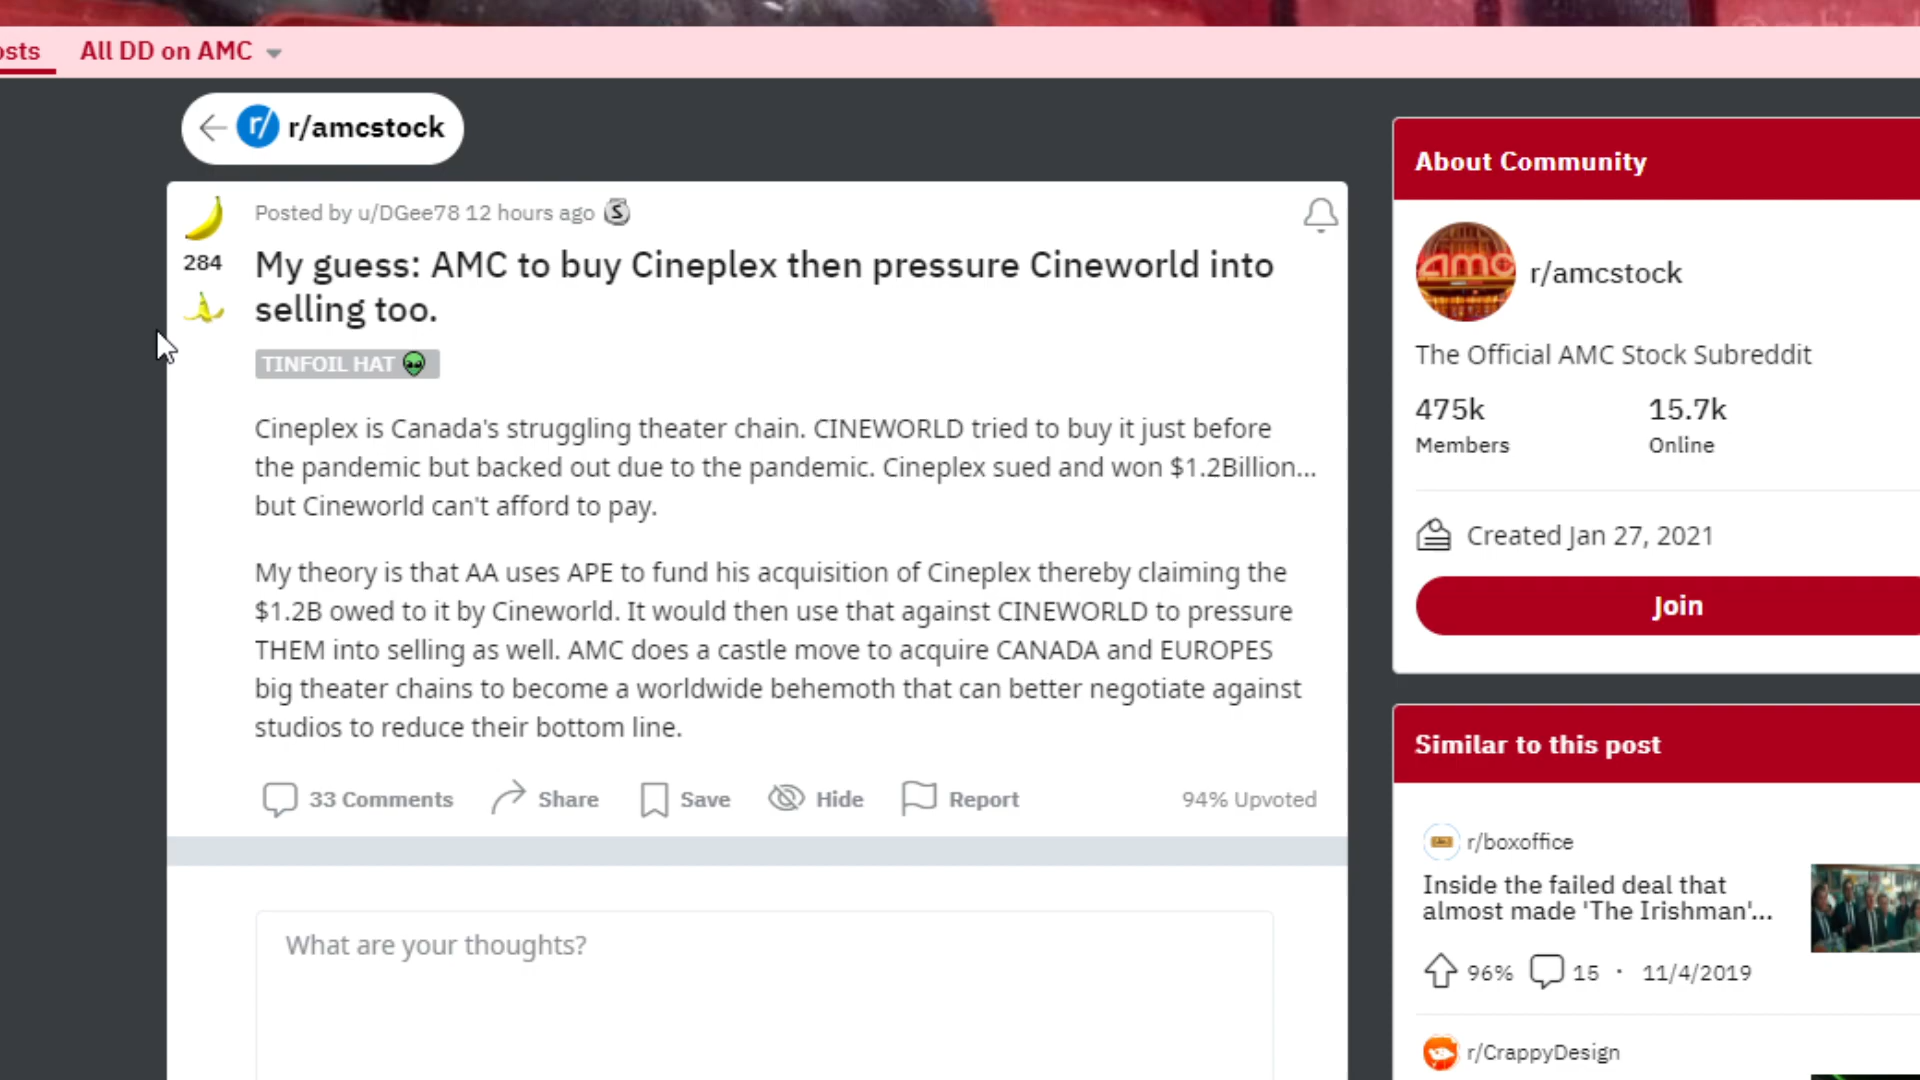 osts
All DD on AMC
r/ r/amcstock
Posted by u/DGee78 12 hours ago
284
My guess: AMC to buy Cineplex then pressure Cineworld into
selling too.
TINFOIL HAT
Cineplex is Canada's struggling theater chain. CINEWORLD tried to buy it just before
the pandemic but backed out due to the pandemic. Cineplex sued and won $1.2Billion...
but Cineworld can't afford to pay.
My theory is that AA uses APE to fund his acquisition of Cineplex thereby claiming the
$1.2B owed to it by Cineworld. It would then use that against CINEWORLD to pressure
THEM into selling as well. AMC does a castle move to acquire CANADA and EUROPES
big theater chains to become a worldwide behemoth that can better negotiate against
studios to reduce their bottom line.
33 Comments
Share
Save
Hide
Report
94% Upvoted
What are your thoughts?
About Community
amc
r/amcstock
The Official AMC Stock Subreddit
475k
Members
15.7k
Online
Created Jan 27, 2021
Join
Similar to this post
r/boxoffice
Inside the failed deal that
almost made 'The Irishman'...
96% 15 · 11/4/2019
r/CrappyDesign